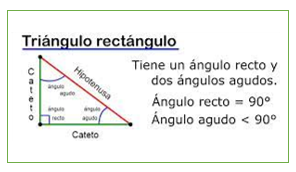 Triángulo rectángulo
Tiene un ángulo recto y
dos ángulos agudos.
Ángulo recto = 90°
Ángulo agudo < 90°
Cateto
Hipotenusa
ángulo
agudo
ángulo
recto
ángulo
agudo
Cateto